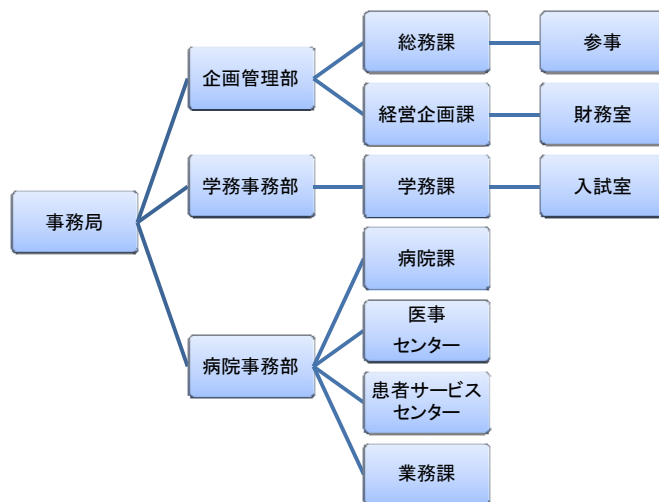 総務課
参事
企画管理部
経営企画課
財務室
学務事務部
学務課
入試室
事務局
病院課
医事
センター
病院事務部
患者サービス
センター
業務課